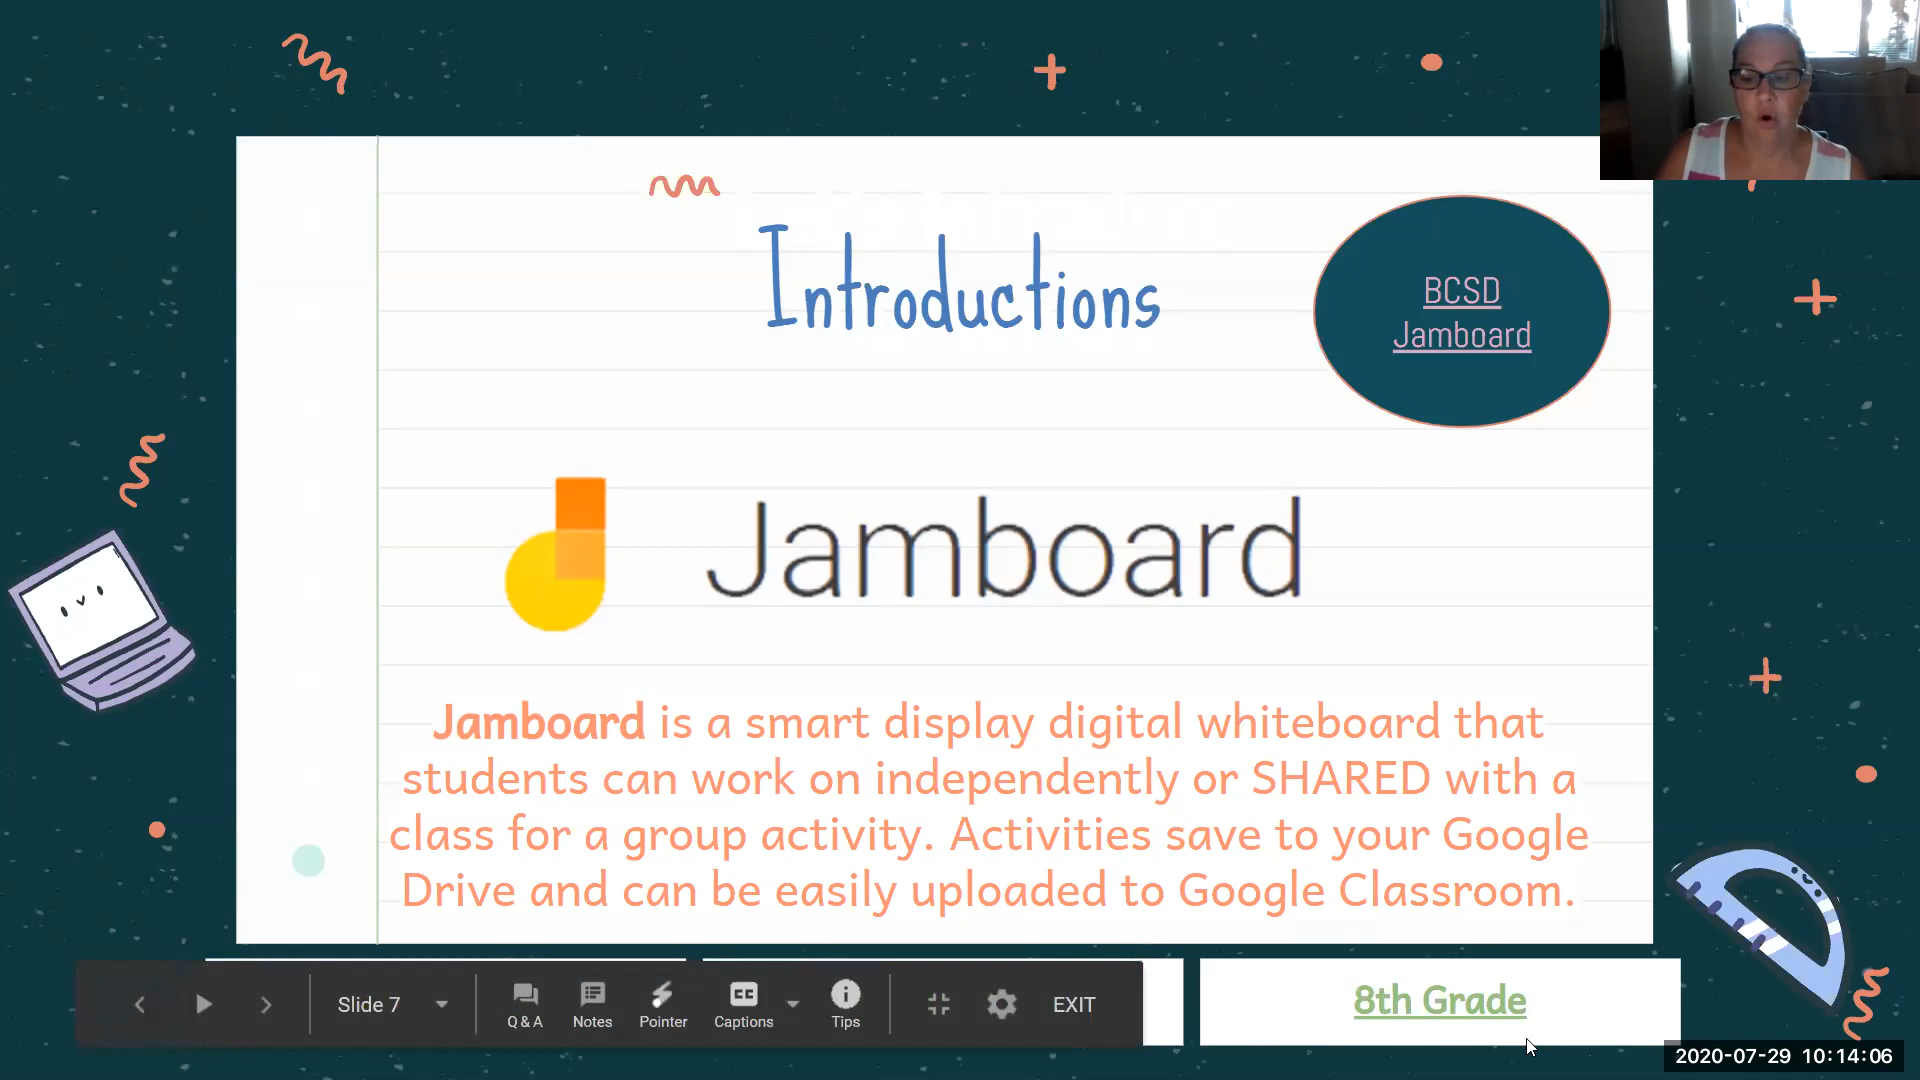 Introductions
BCSD
Jamboard
Jamboard
Jamboard is a smart display digital whiteboard that
students can work on independently or SHARED with a
class for a group activity. Activities save to your Google
Drive and can be easily uploaded to Google Classroom.
8th Grade
Slide 7
Q & A
Notes
Pointer
CC
Captions
Tips
EXIT
2020-07-29 10:14:06